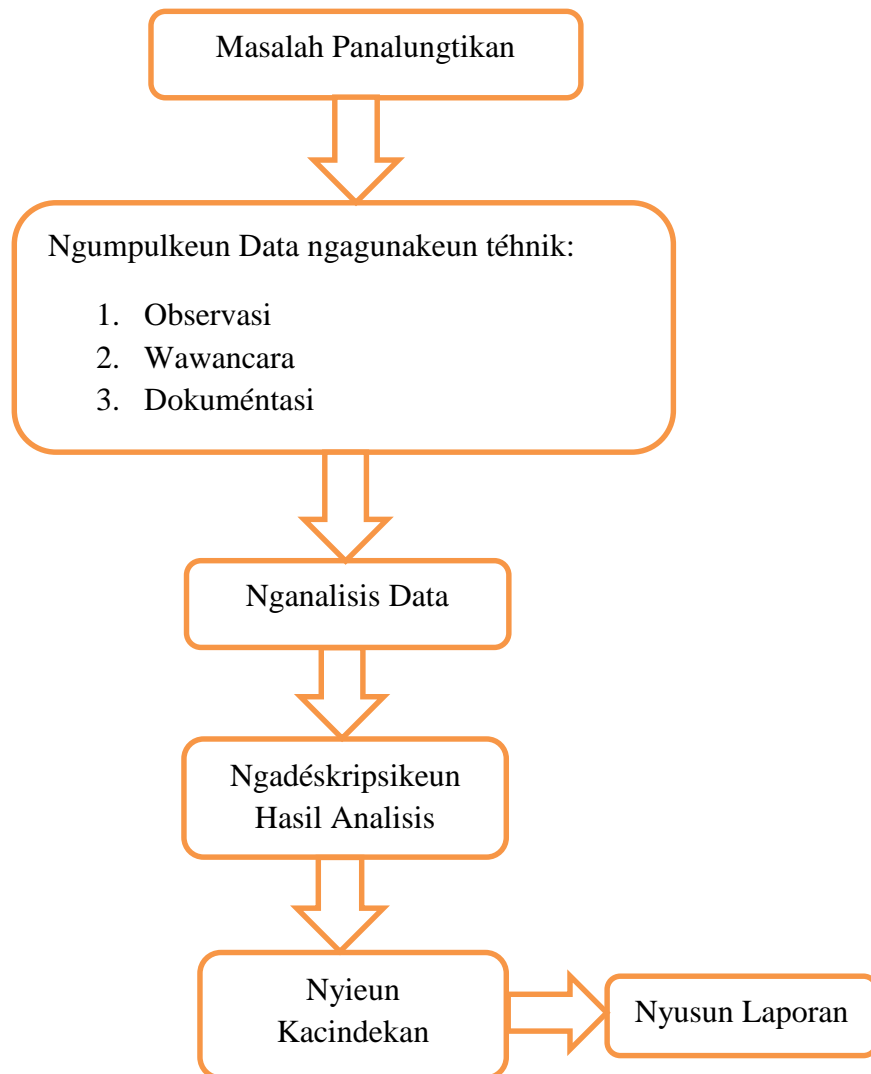 Masalah Panalungtikan
Ngumpulkeun Data ngagunakeun téhnik:
1. Observasi
2. Wawancara
3. Dokuméntasi
Nganalisis Data
Ngadéskripsikeun
Hasil Analisis
Nyieun
Kacindekan
Nyusun Laporan